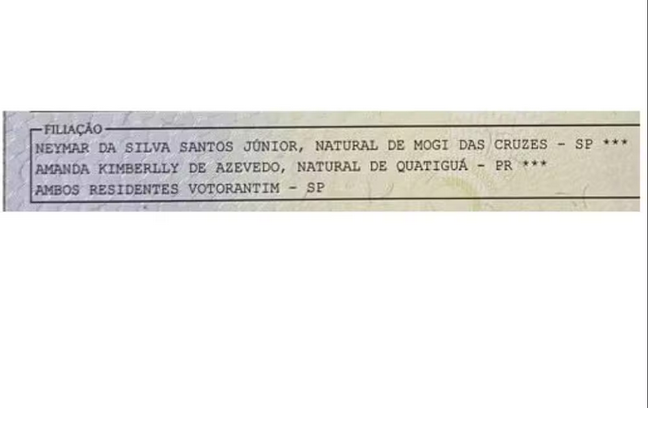 FILIAÇÃO
NEYMAR DA SILVA SANTOS JÚNIOR, NATURAL DE MOGI DAS CRUZES - SP ***
AMANDA KIMBERLLY DE AZEVEDO, NATURAL DE QUATIGUÁ - PR ***
AMBOS RESIDENTES VOTORANTIM - SP